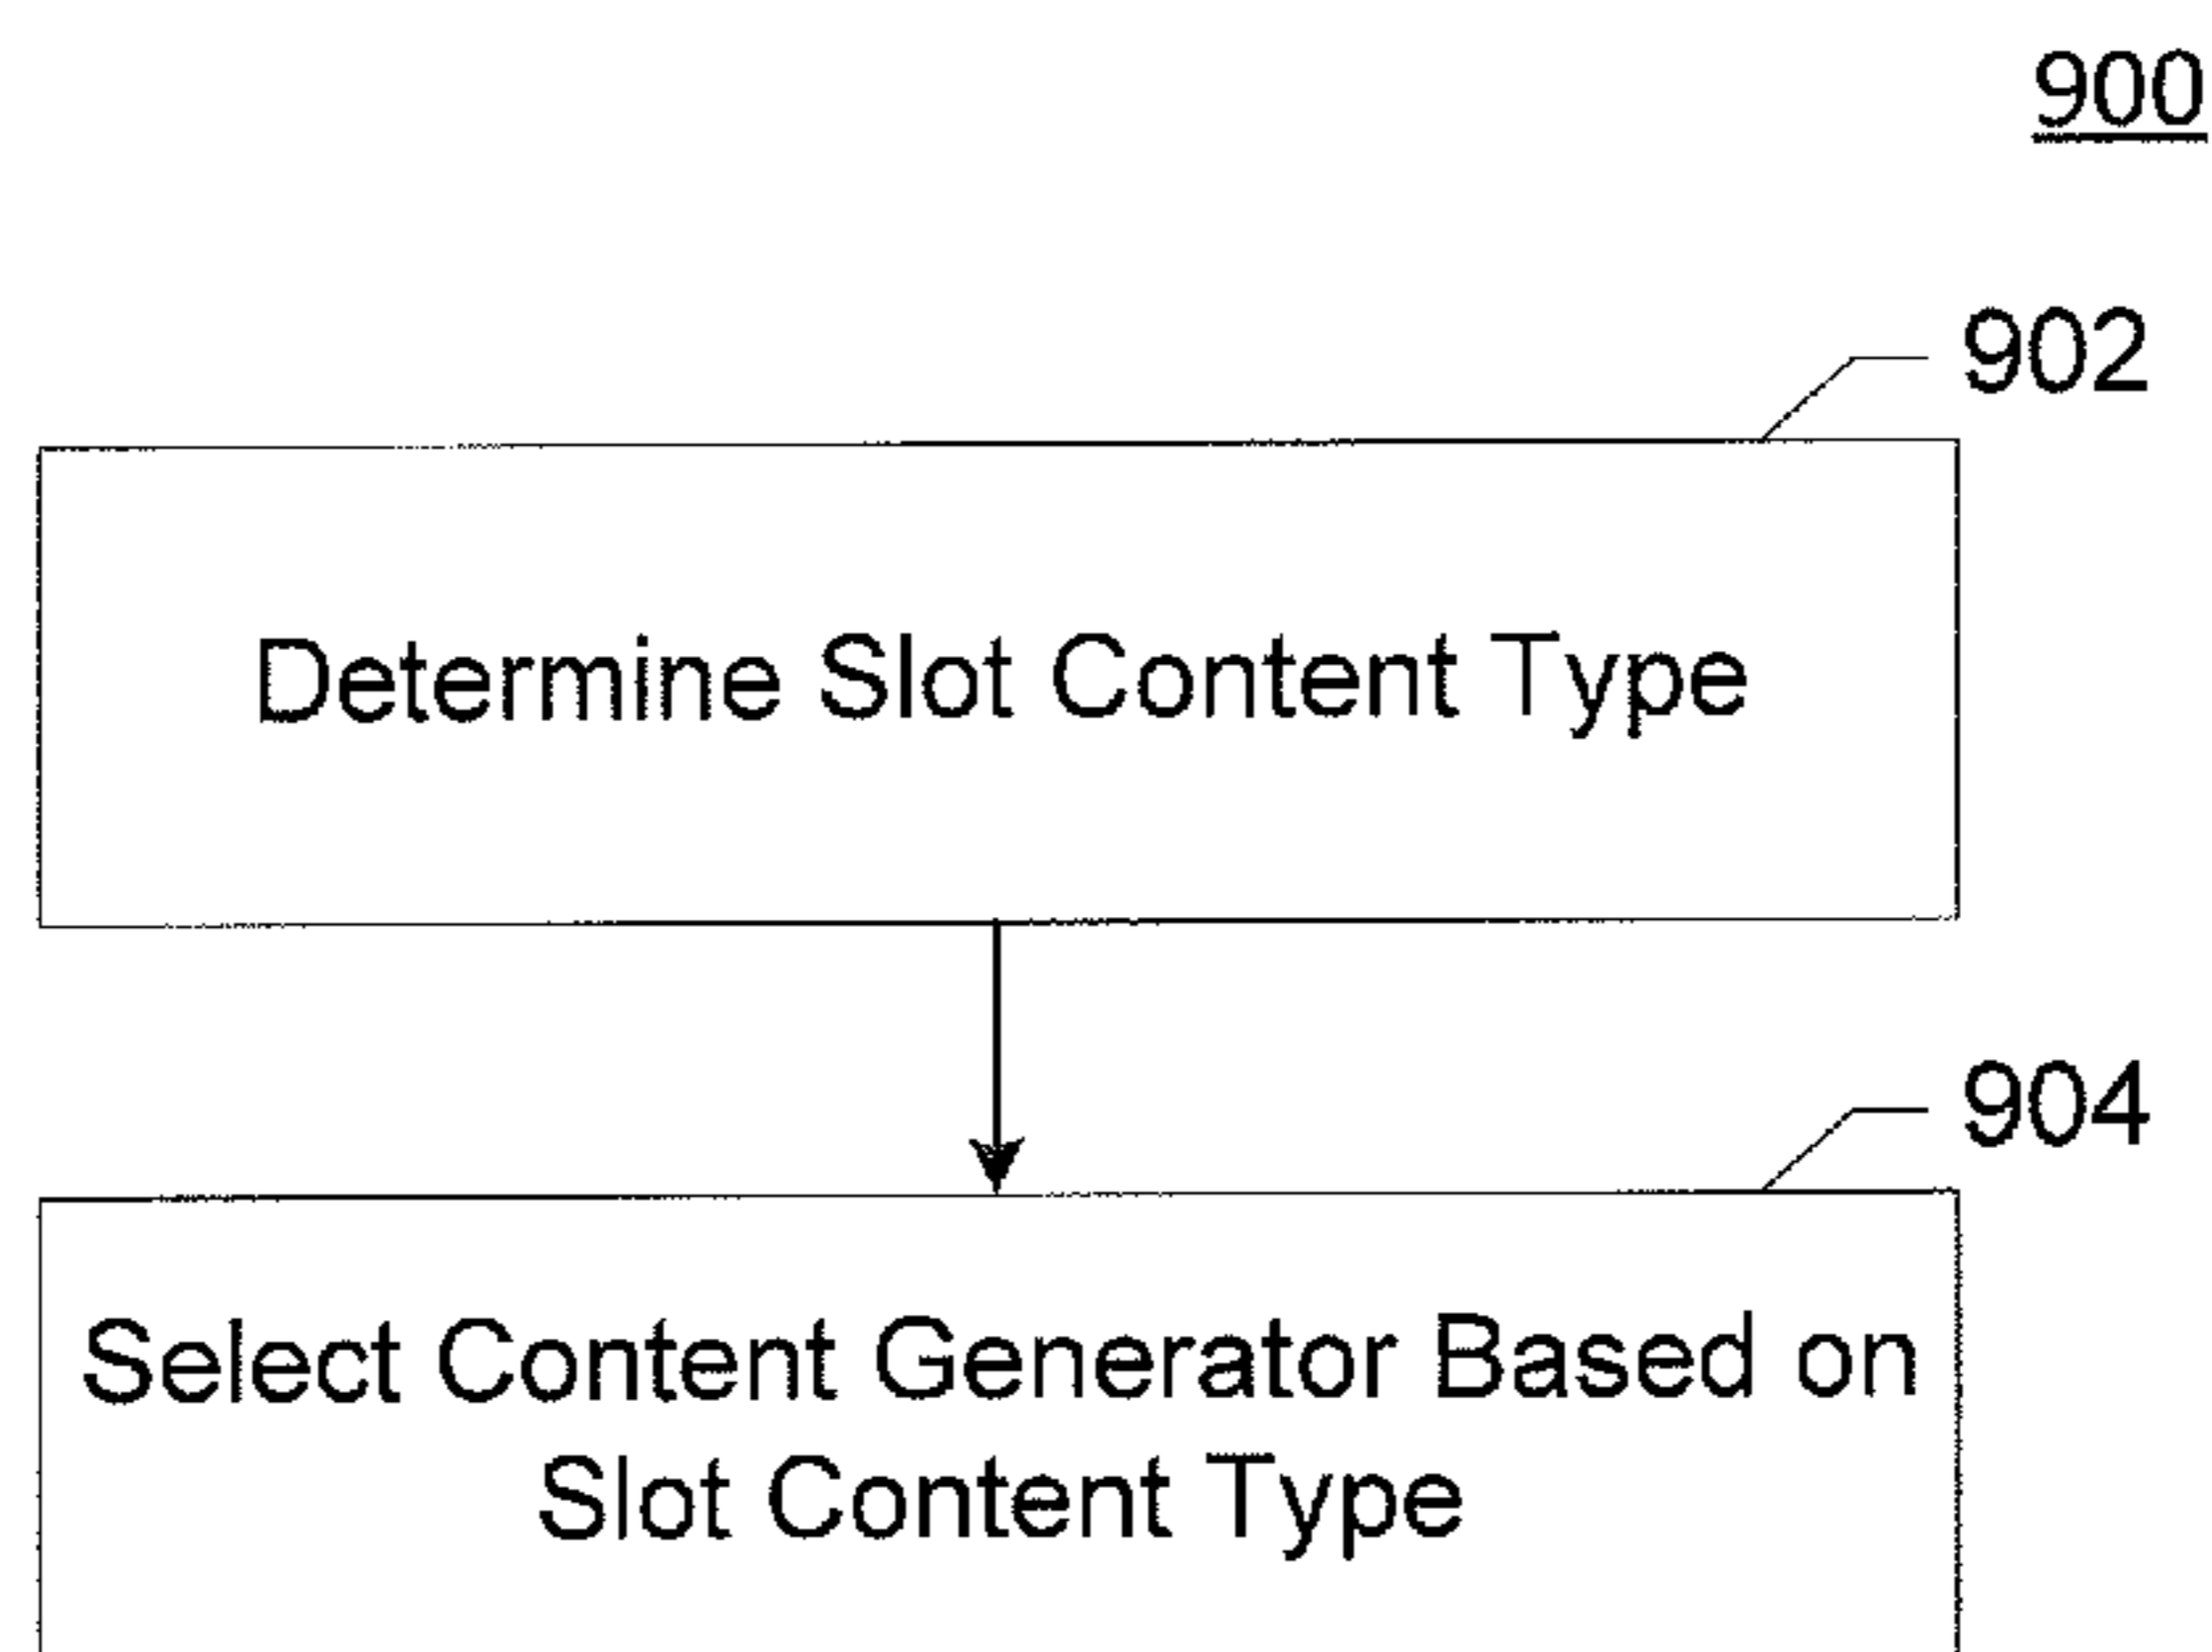 900
902
Determine Slot Content Type
904
Select Content Generator Based on
Slot Content Type